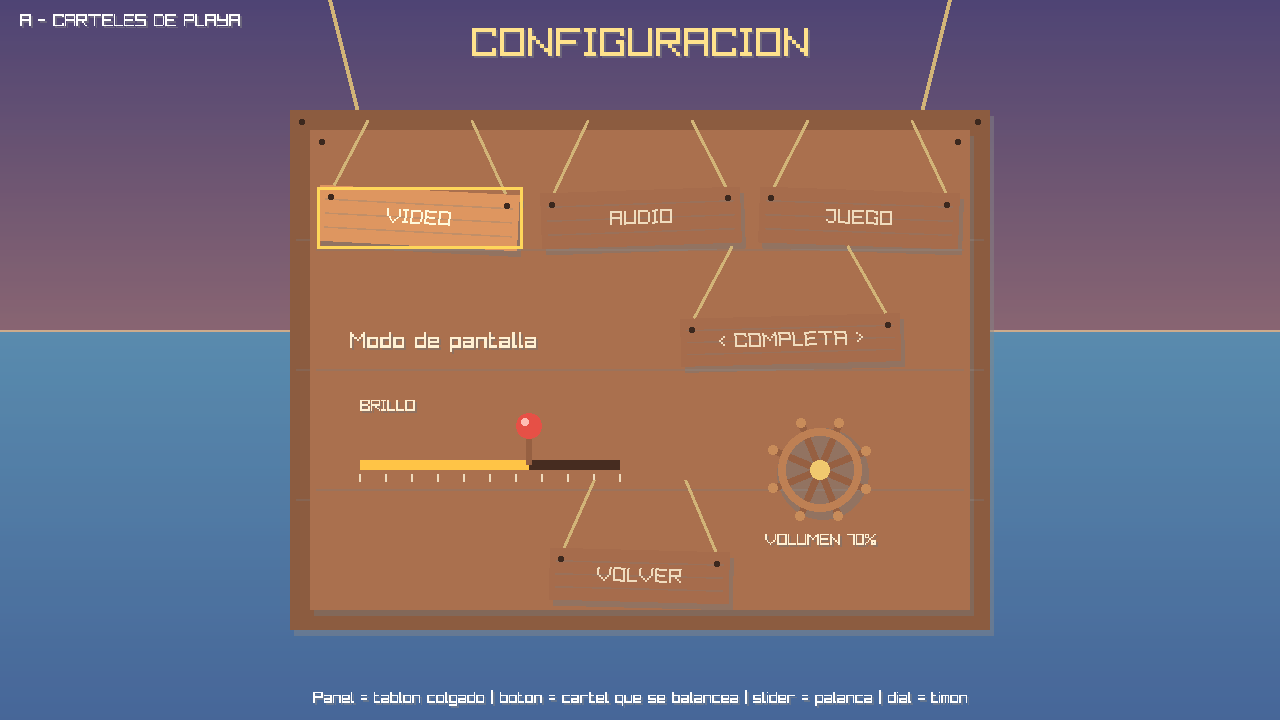 A - CARTELES DE PLAYA
CONFIGURACION
VIDEO
AUDIO
JUEGO
Modo de pantalla
< COMPLETA >
BRILLO
VOLUMEN 70%
VOLVER
Panel = tablon colgado | boton = cartel que se balancea | slider = palanca | dial = timon